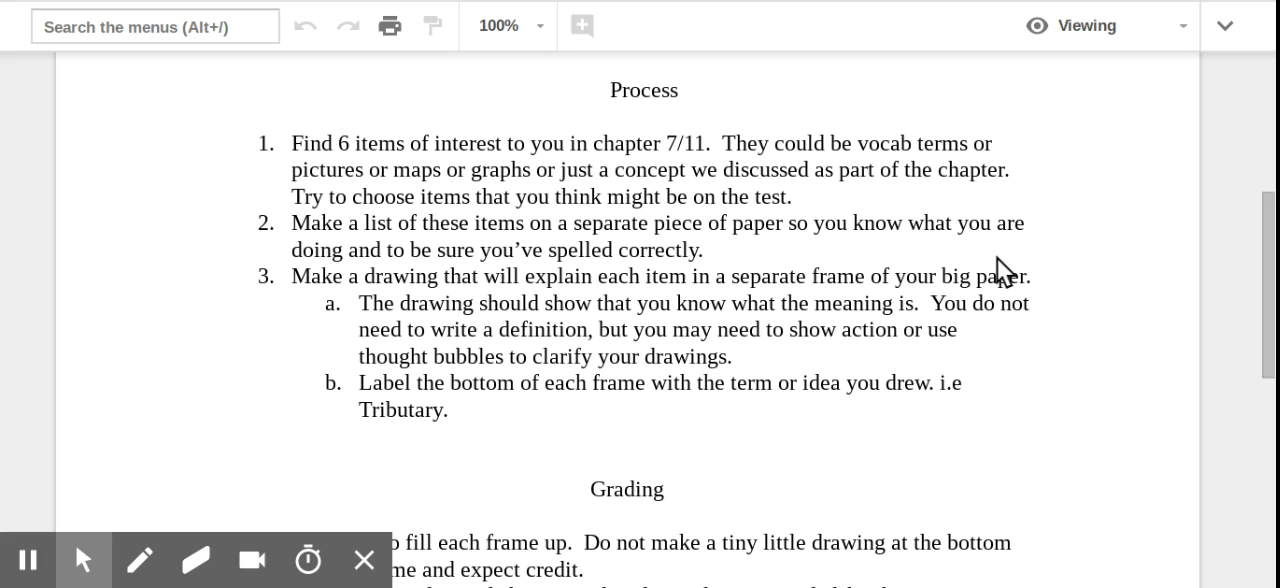 Search the menus (Alt+/)
100%
Viewing
Process
1. Find 6 items of interest to you in chapter 7/11.  They could be vocab terms or
pictures or maps or graphs or just a concept we discussed as part of the chapter.
Try to choose items that you think might be on the test.
2. Make a list of these items on a separate piece of paper so you know what you are
doing and to be sure you’ve spelled correctly.
3. Make a drawing that will explain each item in a separate frame of your big paper.
a. The drawing should show that you know what the meaning is.  You do not
need to write a definition, but you may need to show action or use
thought bubbles to clarify your drawings.
b. Label the bottom of each frame with the term or idea you drew. i.e
Tributary.
Grading
fill each frame up.  Do not make a tiny little drawing at the bottom
and expect credit.